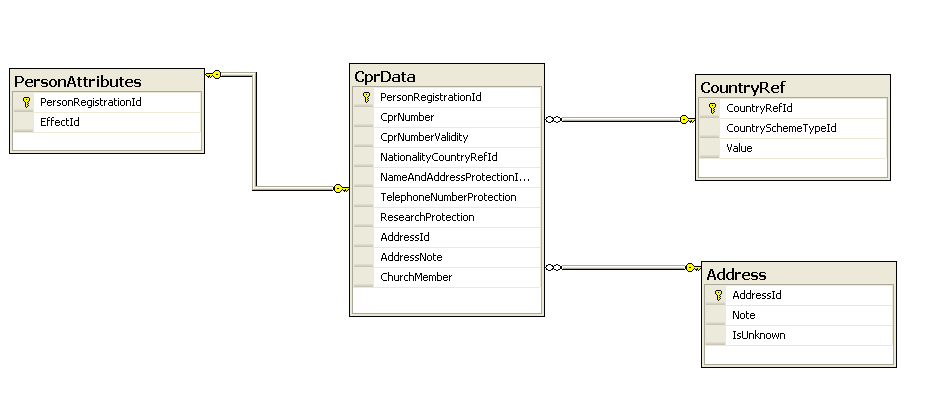 PersonAttributes
PersonRegistrationId
EffectId
CprData
PersonRegistrationId
CprNumber
CprNumberValidity
NationalityCountryRefId
NameAndAddressProtectionI...
TelephoneNumberProtection
ResearchProtection
AddressId
AddressNote
ChurchMember
CountryRef
CountryRefId
CountrySchemeTypeId
Value
Address
AddressId
Note
IsUnknown